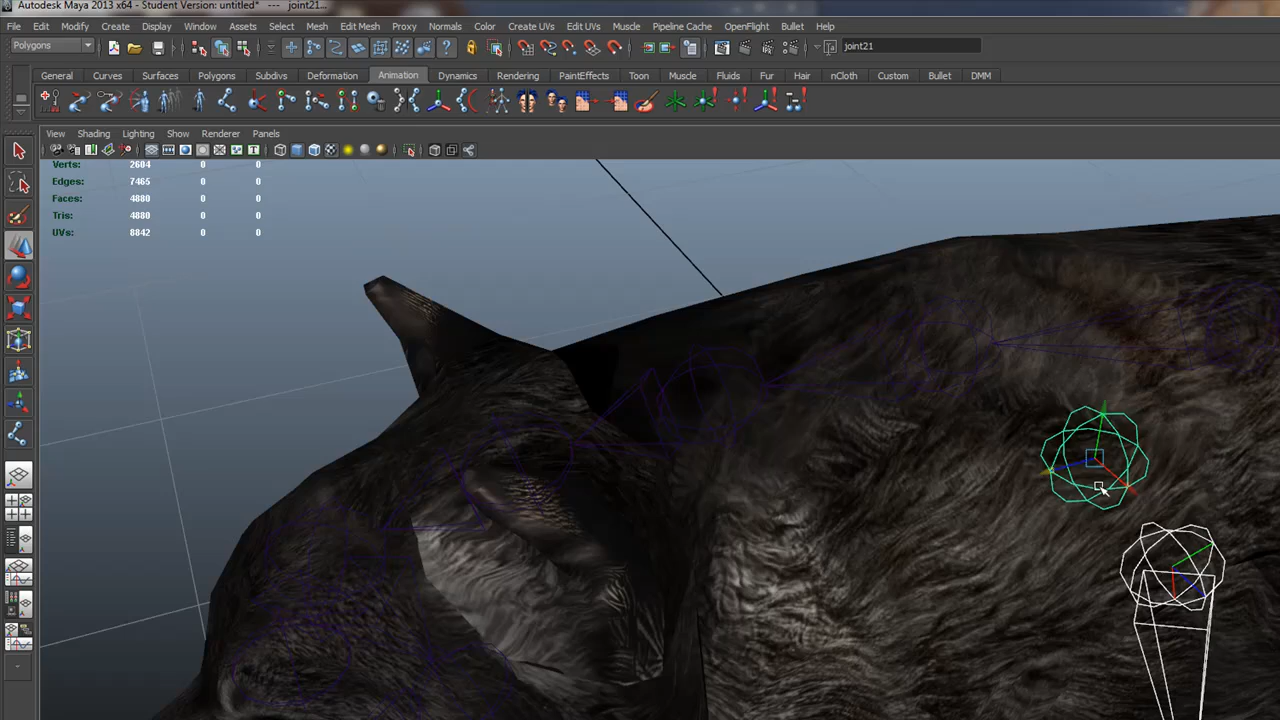 Autodesk Maya 2013 x64 - Student Version: untitled* --- joint21...
File Edit Modify Create Display Window Assets Select Mesh Edit Mesh Proxy Normals Color Create UVs Edit UVs Muscle Pipeline Cache OpenFlight Bullet Help
Polygons joint21
General Curves Surfaces Polygons Subdivs Deformation Animation Dynamics Rendering PaintEffects Toon Muscle Fluids Fur Hair nCloth Custom Bullet DMM
View Shading Lighting Show Renderer Panels
Verts: 2604 0 0
Edges: 7465 0 0
Faces: 4880 0 0
Tris: 4880 0 0
UVs: 8842 0 0